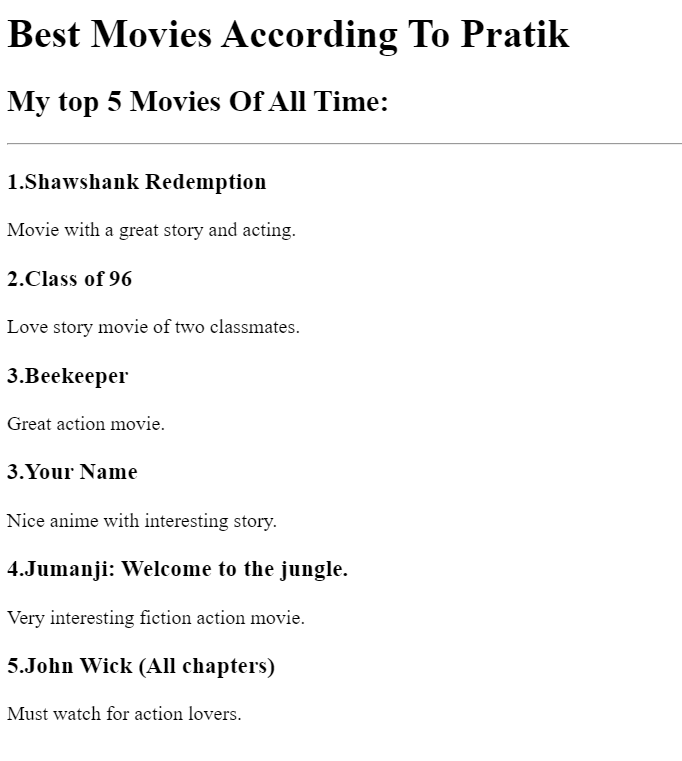 Best Movies According To Pratik
My top 5 Movies Of All Time:
1.Shawshank Redemption
Movie with a great story and acting.
2.Class of 96
Love story movie of two classmates.
3.Beekeeper
Great action movie.
3.Your Name
Nice anime with interesting story.
4.Jumanji: Welcome to the jungle.
Very interesting fiction action movie.
5.John Wick (All chapters)
Must watch for action lovers.